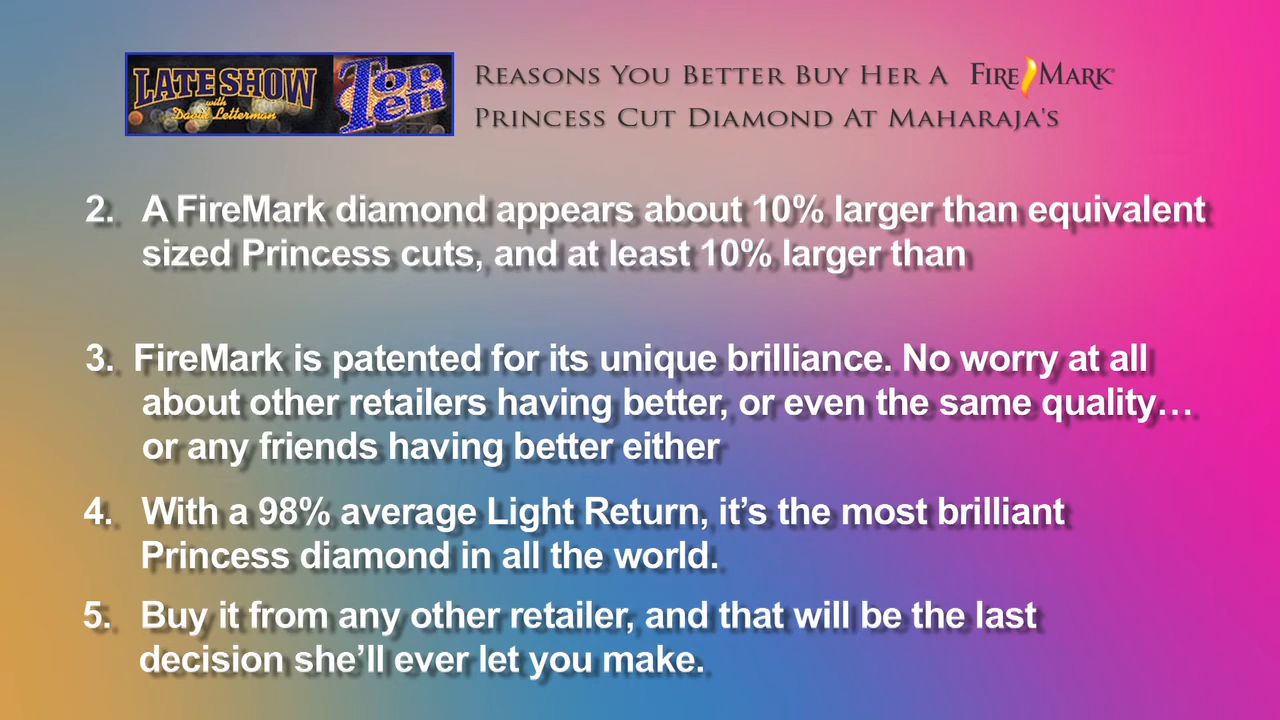 LATE SHOW
with
David Letterman
Top
Ten
Reasons You Better Buy Her A FireMark®
Princess Cut Diamond At Maharaja's
2. A FireMark diamond appears about 10% larger than equivalent
sized Princess cuts, and at least 10% larger than
3. FireMark is patented for its unique brilliance. No worry at all
about other retailers having better, or even the same quality…
or any friends having better either
4. With a 98% average Light Return, it’s the most brilliant
Princess diamond in all the world.
5. Buy it from any other retailer, and that will be the last
decision she’ll ever let you make.